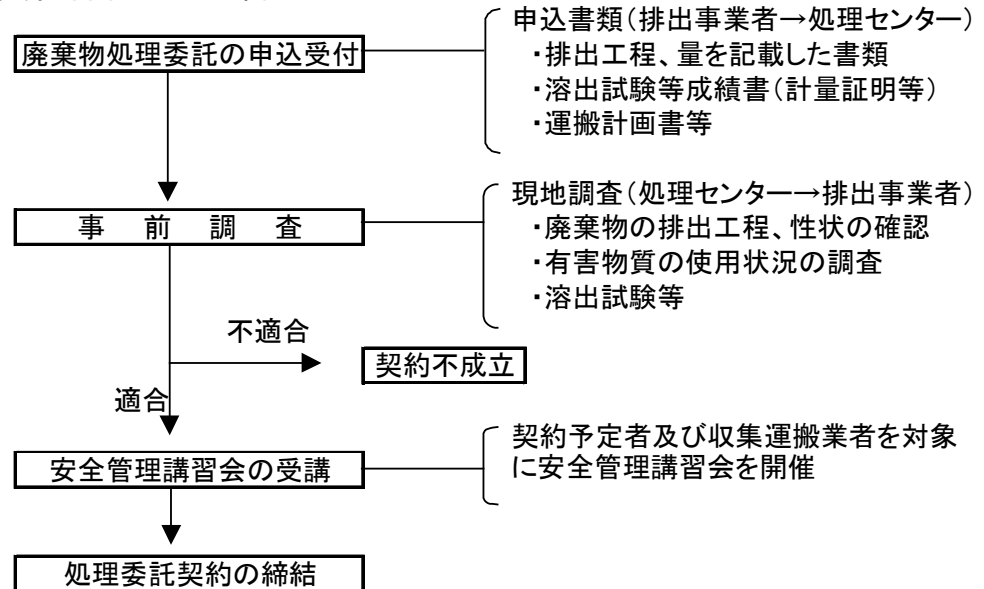 廃棄物処理委託の申込受付
申込書類(排出事業者→処理センター)
・排出工程、量を記載した書類
・溶出試験等成績書(計量証明等)
・運搬計画書等
事前調査
現地調査(処理センター→排出事業者)
・廃棄物の排出工程、性状の確認
・有害物質の使用状況の調査
・溶出試験等
不適合
契約不成立
適合
安全管理講習会の受講
契約予定者及び収集運搬業者を対象
に安全管理講習会を開催
処理委託契約の締結